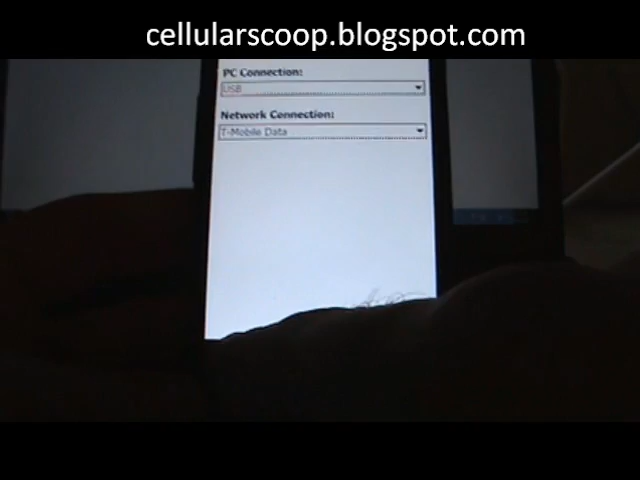 cellularscoop.blogspot.com
PC Connection:
USB
Network Connection:
T-Mobile Data